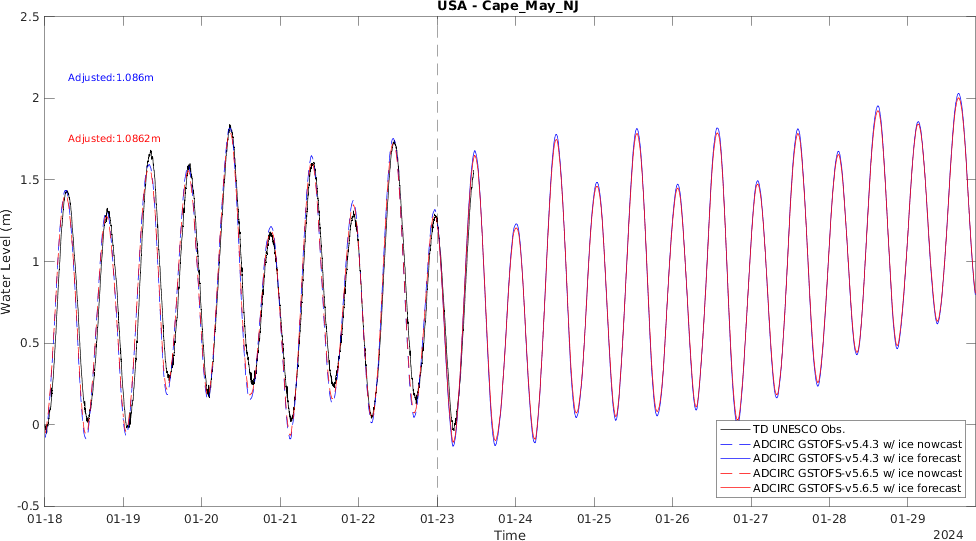 USA - Cape_May_NJ
2.5
Adjusted:1.086m
2
Adjusted:1.0862m
1.5
Water Level (m)
1
0.5
0
-0.5
TD UNESCO Obs.
ADCIRC GSTOFS-v5.4.3 w/ ice nowcast
ADCIRC GSTOFS-v5.4.3 w/ ice forecast
ADCIRC GSTOFS-v5.6.5 w/ ice nowcast
ADCIRC GSTOFS-v5.6.5 w/ ice forecast
01-18 01-19 01-20 01-21 01-22 01-23 01-24 01-25 01-26 01-27 01-28 01-29
Time
2024